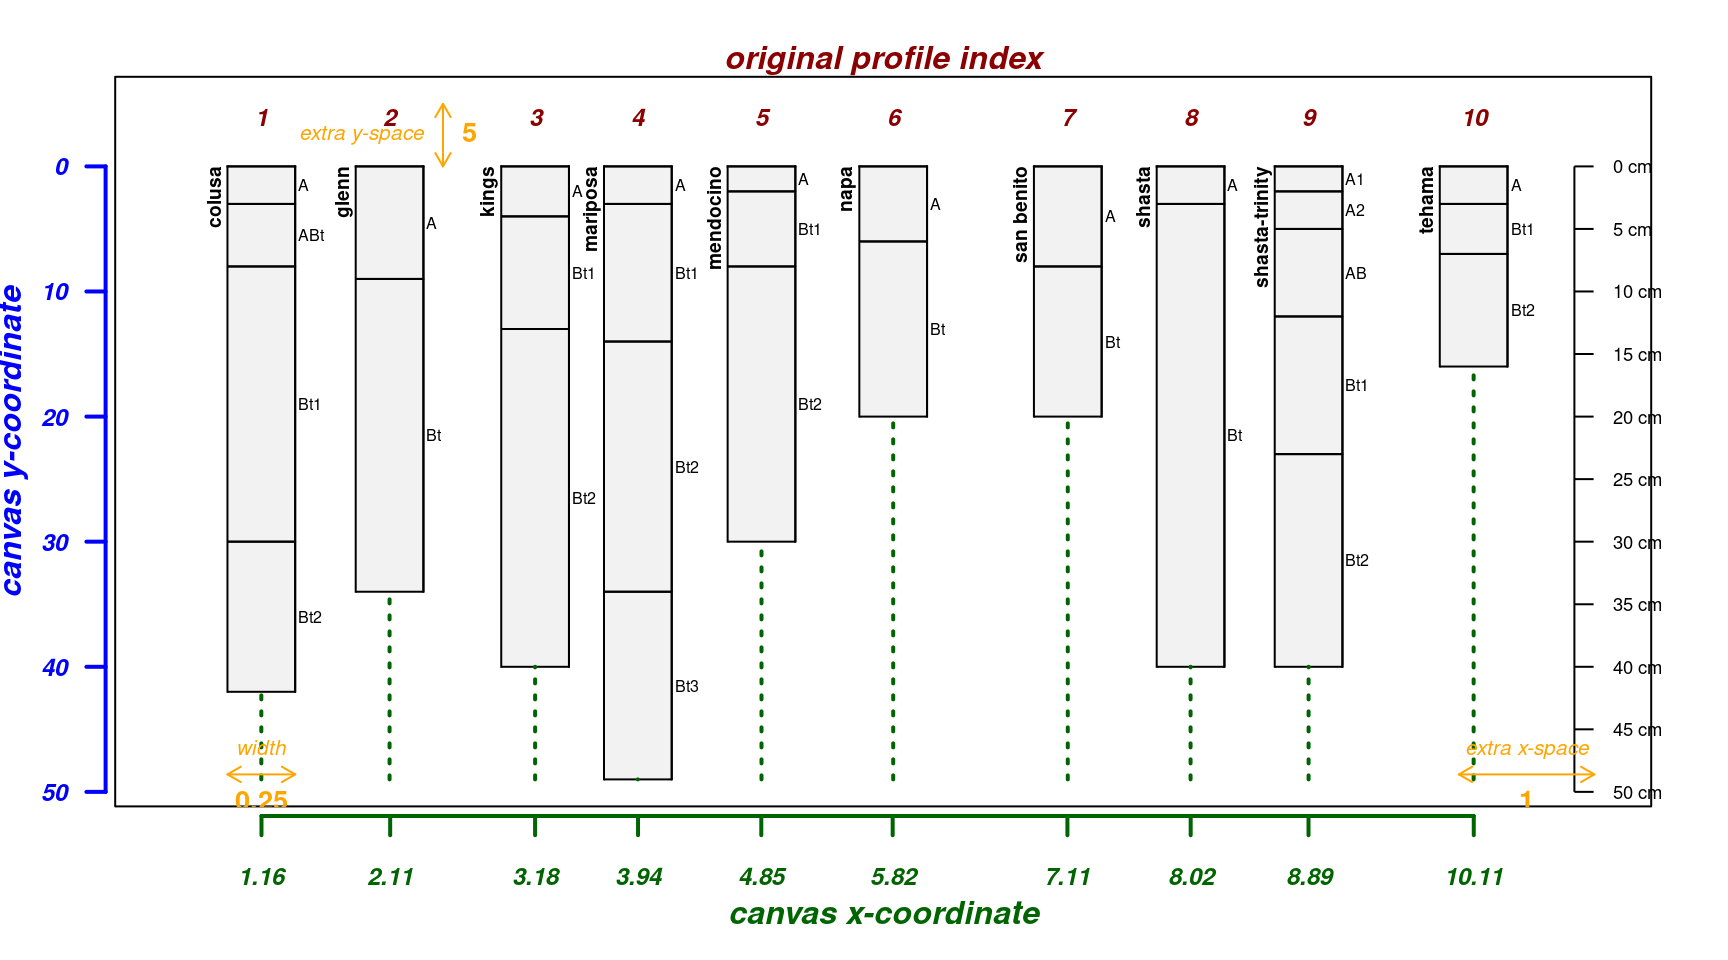 original profile index
1 2 3 4 5 6 7 8 9 10
extra y-space 5
canvas y-coordinate
0
10
20
30
40
50
colusa
A
ABt
Bt1
Bt2
glenn
A
Bt
kings
A
Bt1
Bt2
mariposa
A
Bt1
Bt2
Bt3
mendocino
A
Bt1
Bt2
napa
A
Bt
san benito
A
Bt
shasta
A
Bt
shasta-trinity
A1
A2
AB
Bt1
Bt2
tehama
A
Bt1
Bt2
0 cm
5 cm
10 cm
15 cm
20 cm
25 cm
30 cm
35 cm
40 cm
45 cm
50 cm
width
0.25
extra x-space
1
1.16 2.11 3.18 3.94 4.85 5.82 7.11 8.02 8.89 10.11
canvas x-coordinate